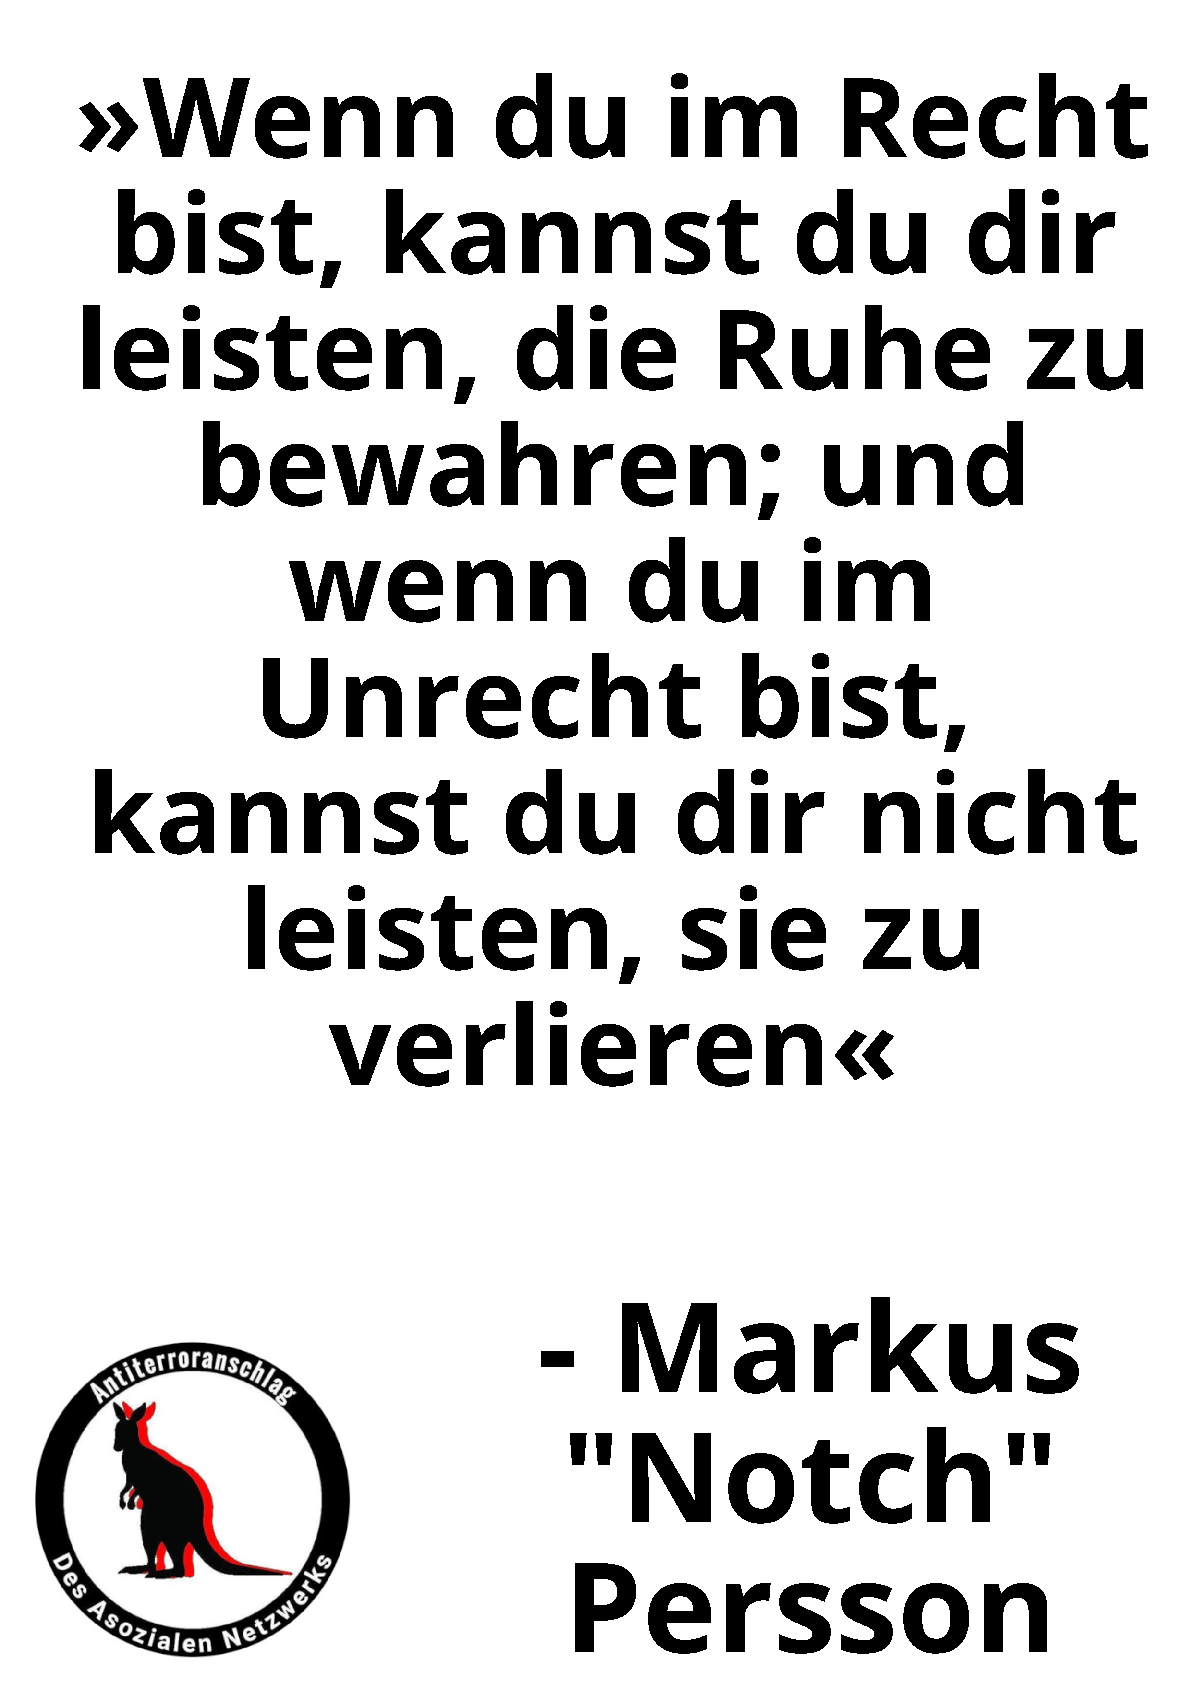 »Wenn du im Recht
bist, kannst du dir
leisten, die Ruhe zu
bewahren; und
wenn du im
Unrecht bist,
kannst du dir nicht
leisten, sie zu
verlieren«
- Markus
"Notch"
Persson
Antiterroranschlag
Des Asozialen Netzwerks